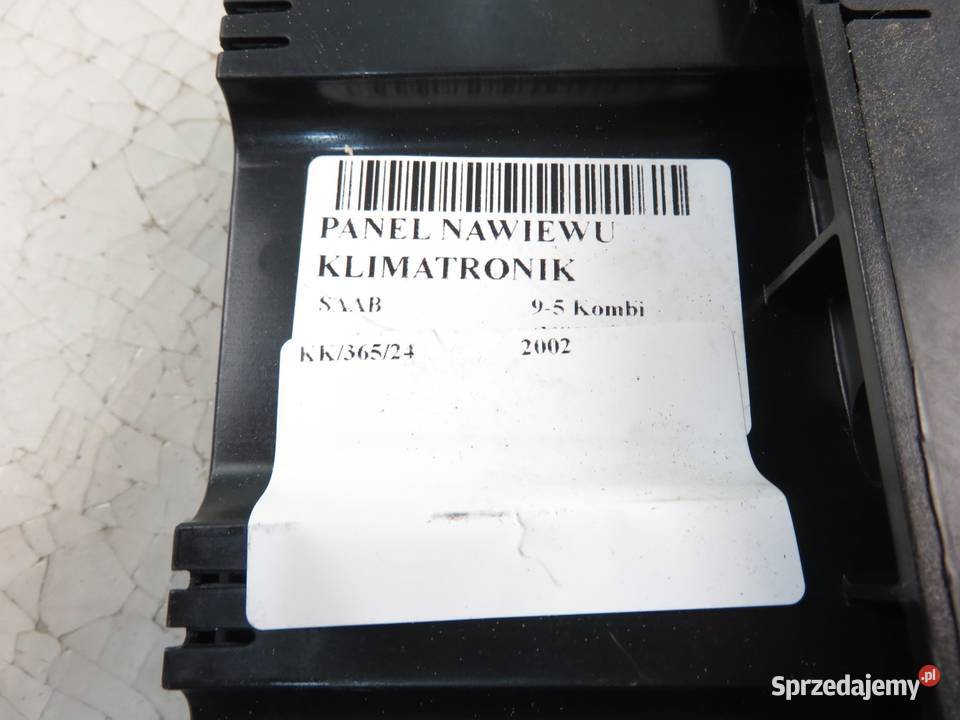 PANEL NAWIEWU
KLIMATRONIK
SAAB 9-5 Kombi
KK/365/24 2002
Sprzedajemy.pl